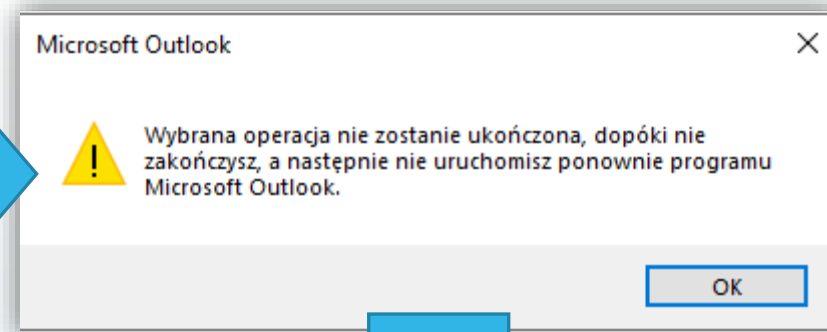 Microsoft Outlook
Wybrana operacja nie zostanie ukończona, dopóki nie
zakończysz, a następnie nie uruchomisz ponownie programu
Microsoft Outlook.
OK